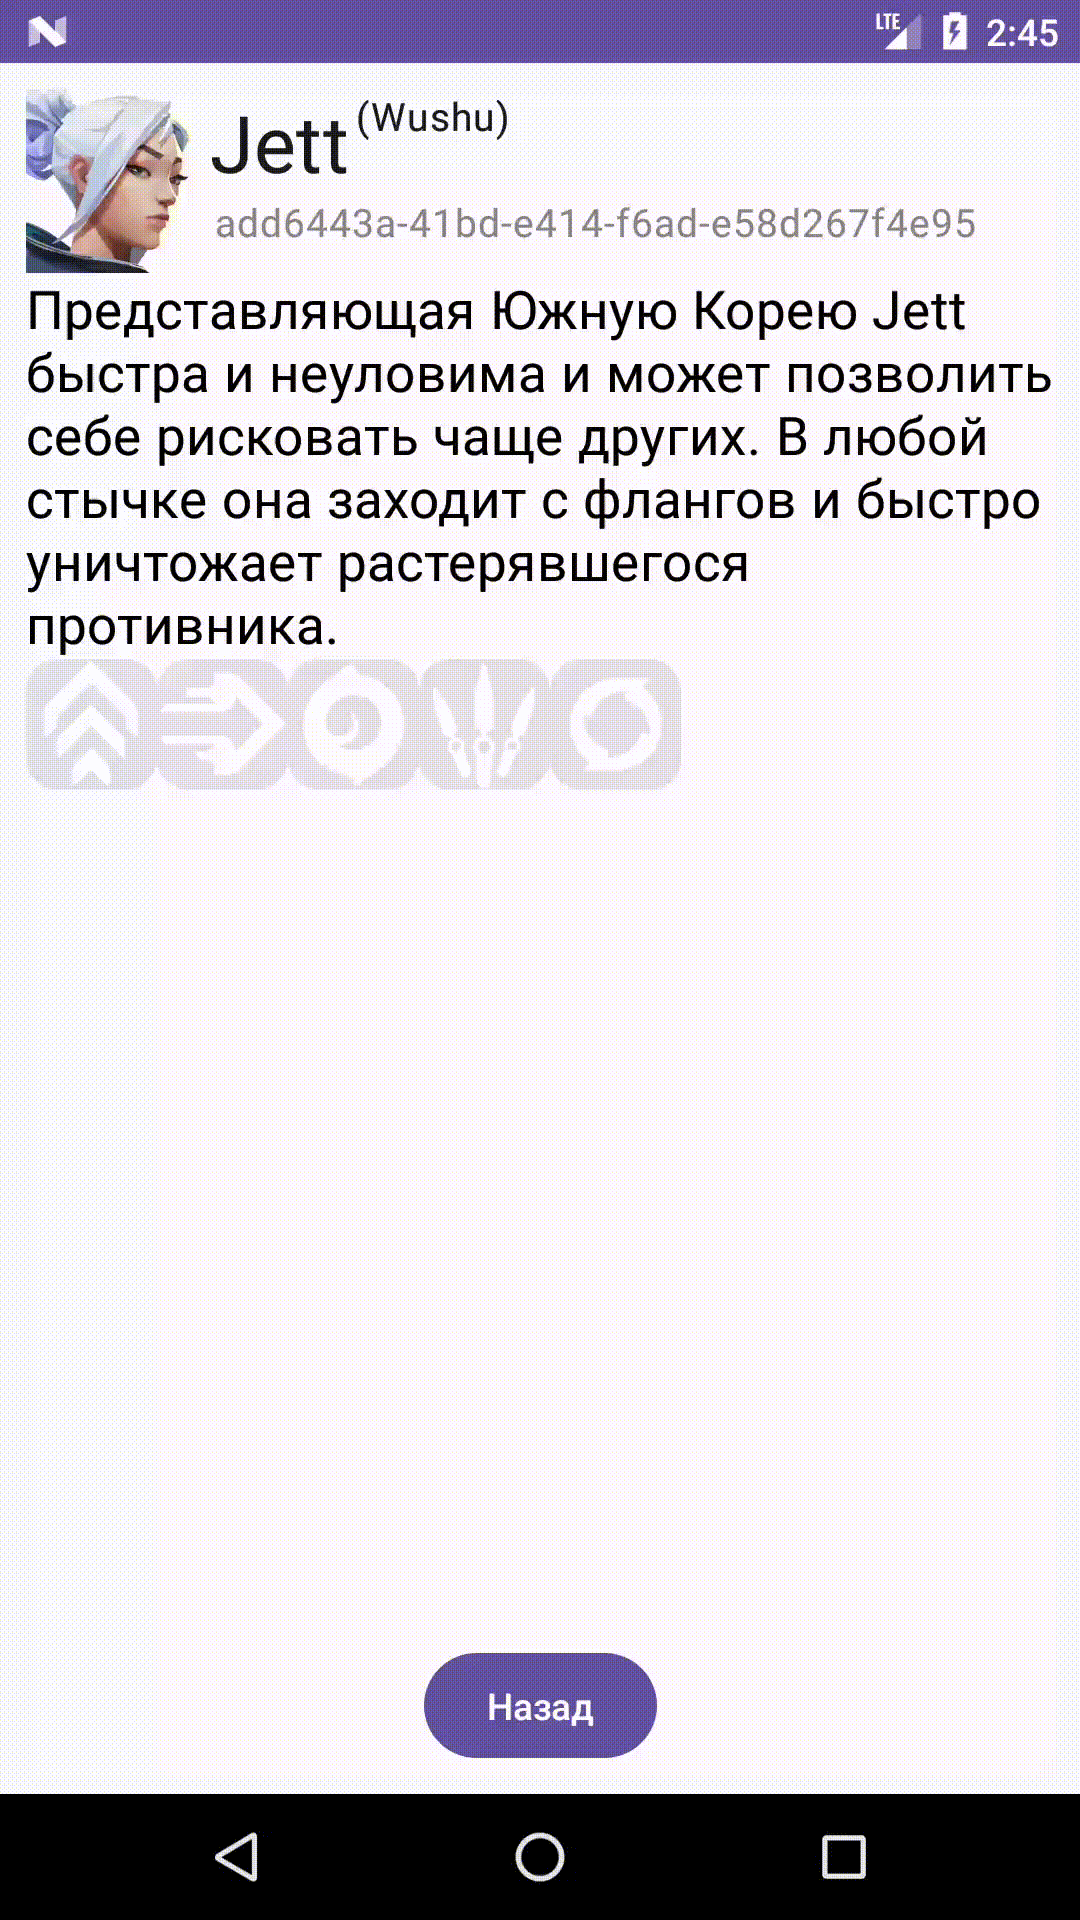 LTE 2:45
Jett (Wushu)
add6443a-41bd-e414-f6ad-e58d267f4e95
Представляющая Южную Корею Jett
быстра и неуловима и может позволить
себе рисковать чаще других. В любой
стычке она заходит с флангов и быстро
уничтожает растерявшегося
противника.
Назад